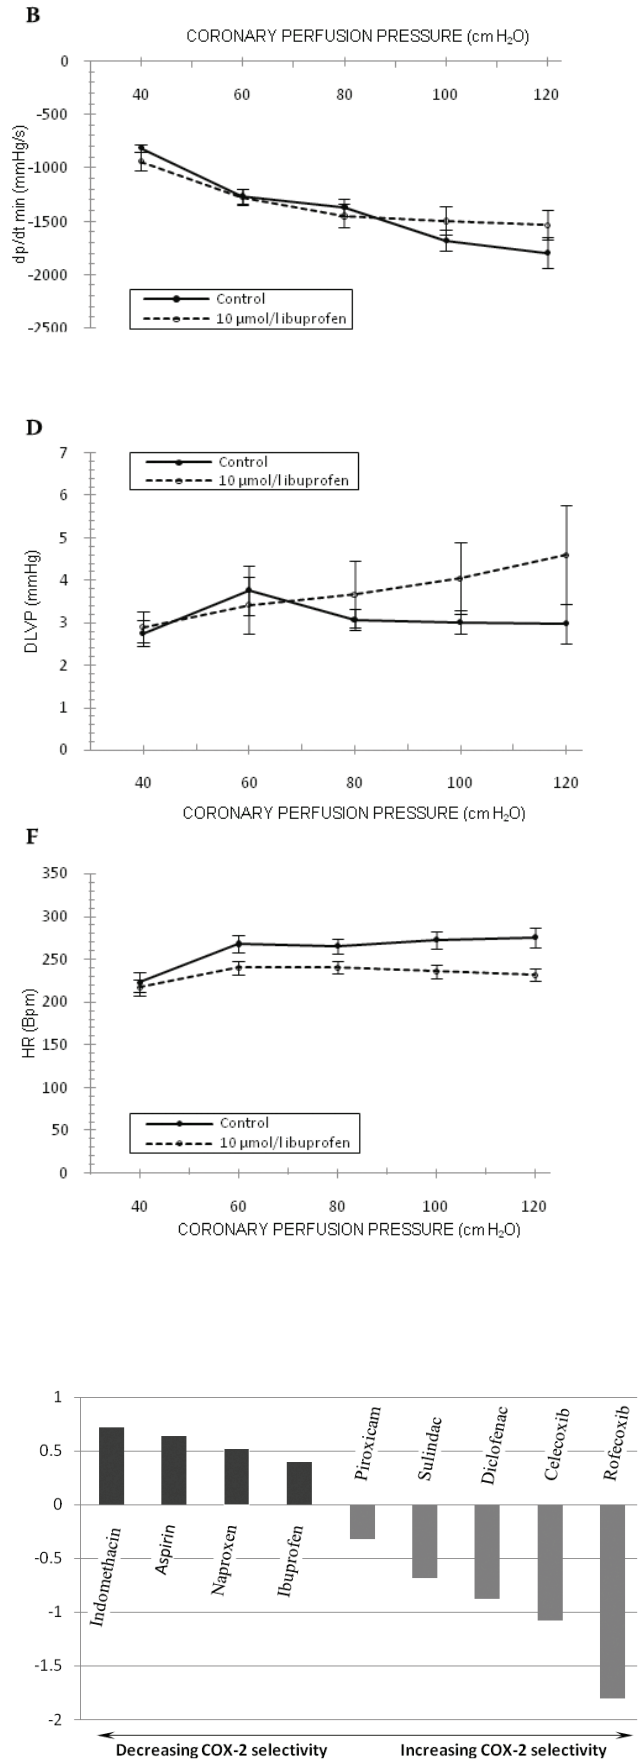 B
CORONARY PERFUSION PRESSURE (cm H₂O)
0
40 60 80 100 120
-500
-1000
-1500
-2000
-2500
dp/dt min (mmHg/s)
Control
10 µmol/l ibuprofen
D
7
6
5
4
3
2
1
0
DLVP (mmHg)
Control
10 µmol/l ibuprofen
40 60 80 100 120
CORONARY PERFUSION PRESSURE (cm H₂O)
F
350
300
250
200
150
100
50
0
HR (Bpm)
Control
10 µmol/l ibuprofen
40 60 80 100 120
CORONARY PERFUSION PRESSURE (cm H₂O)
1
0.5
0
-0.5
-1
-1.5
-2
Indomethacin
Aspirin
Naproxen
Ibuprofen
Piroxicam
Sulindac
Diclofenac
Celecoxib
Rofecoxib
Decreasing COX-2 selectivity Increasing COX-2 selectivity